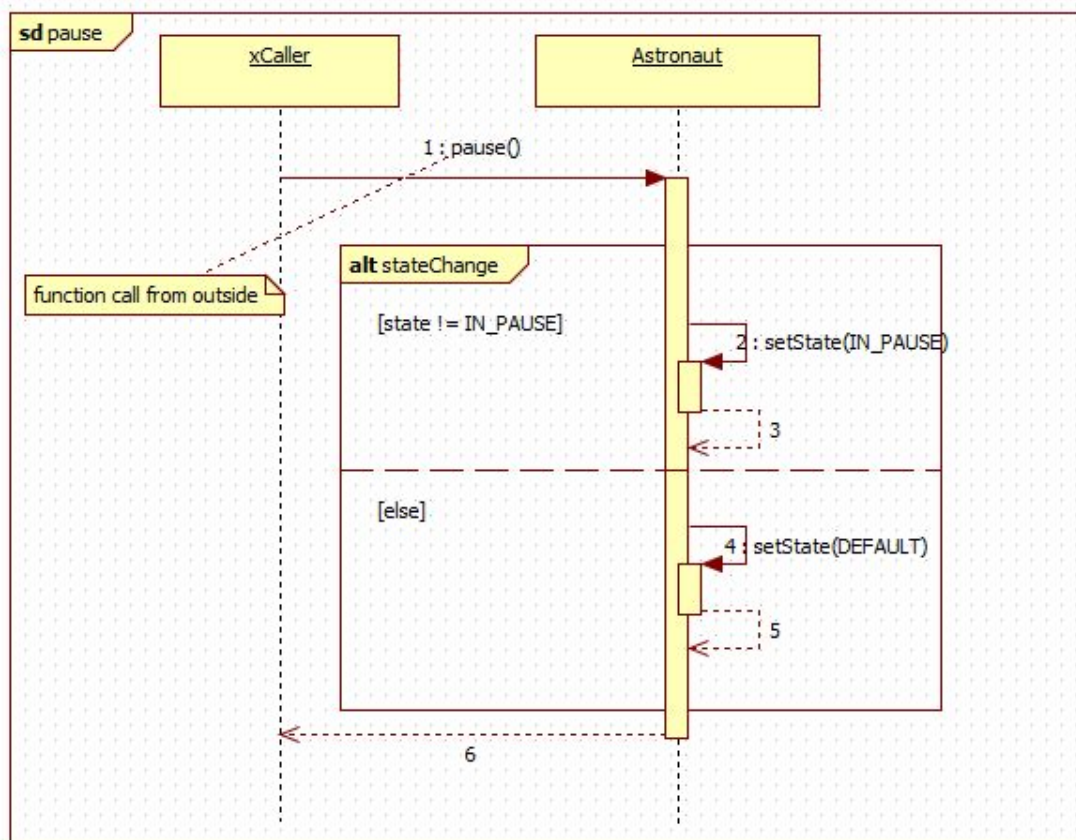 sd pause
xCaller
Astronaut
1 : pause()
alt stateChange
function call from outside
[state != IN_PAUSE]
2 : setState(IN_PAUSE)
3
[else]
4 : setState(DEFAULT)
5
6